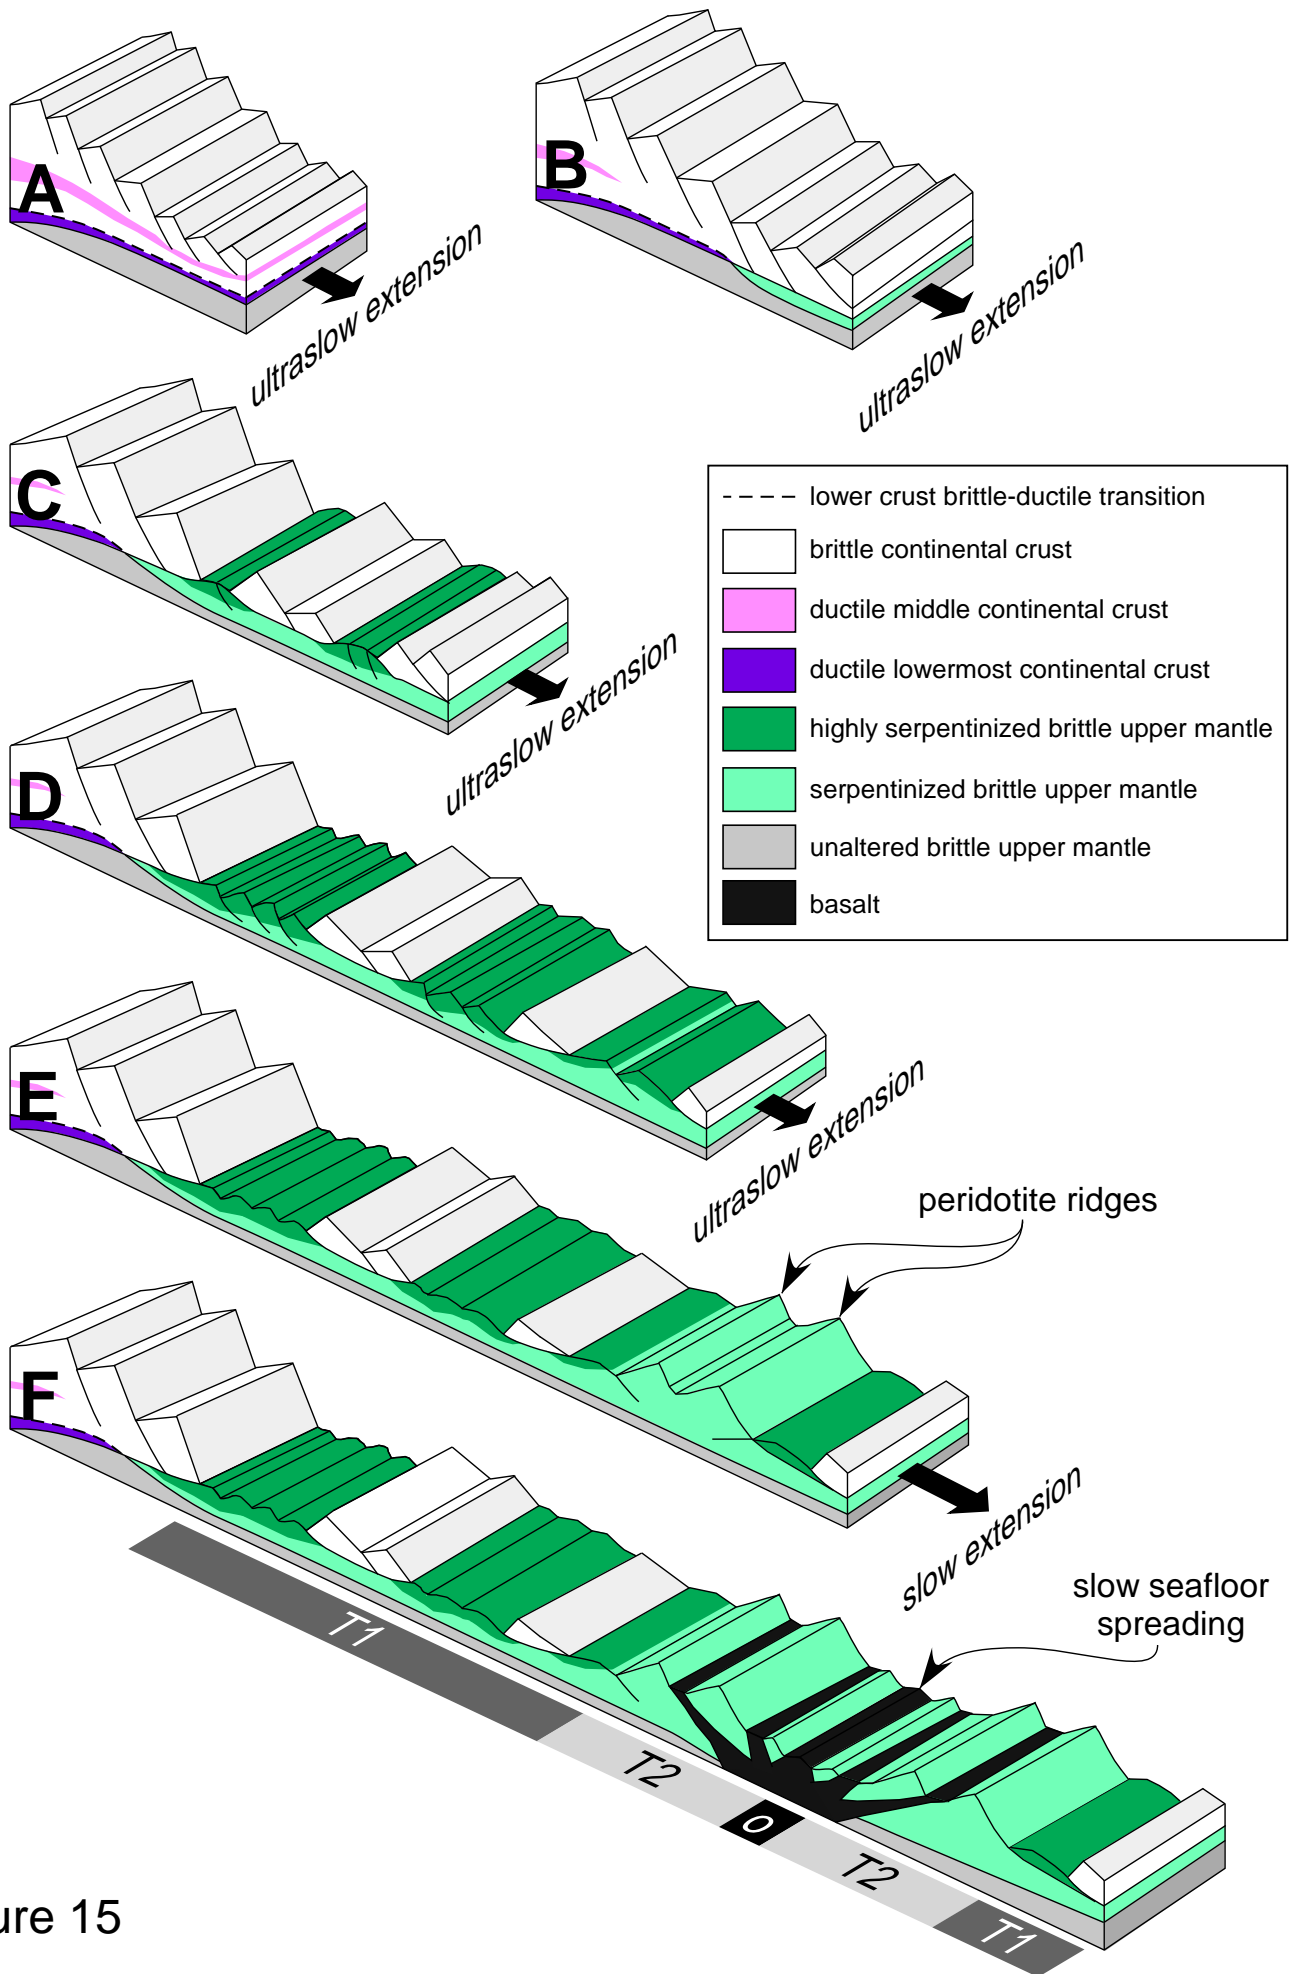 A
ultraslow extension
B
ultraslow extension
C
ultraslow extension
lower crust brittle-ductile transition
brittle continental crust
ductile middle continental crust
ductile lowermost continental crust
highly serpentinized brittle upper mantle
serpentinized brittle upper mantle
unaltered brittle upper mantle
basalt
D
ultraslow extension
E
peridotite ridges
slow extension
F
slow seafloor
spreading
T1
T2
O
T2
T1
ure 15